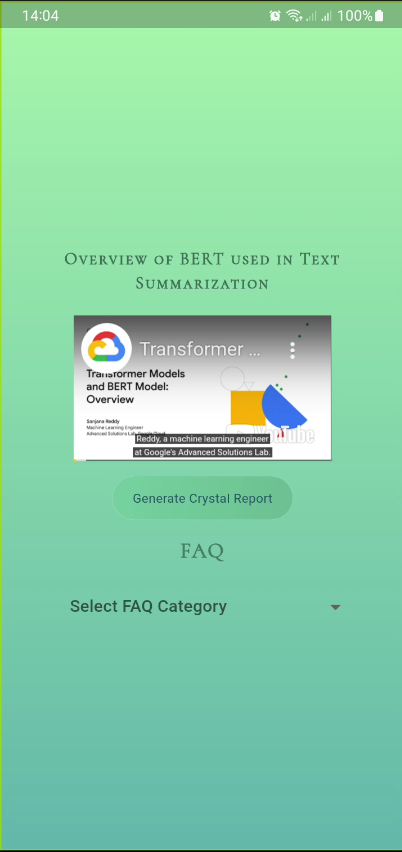 14:04
100%
Overview of BERT used in Text
Summarization
Transformer ...
Transformer Models
and BERT Model:
Overview
Sanjana Reddy
Machine Learning Engineer
Advanced Solutions Lab, Google Cloud
YouTube
Reddy, a machine learning engineer
at Google's Advanced Solutions Lab.
Generate Crystal Report
FAQ
Select FAQ Category